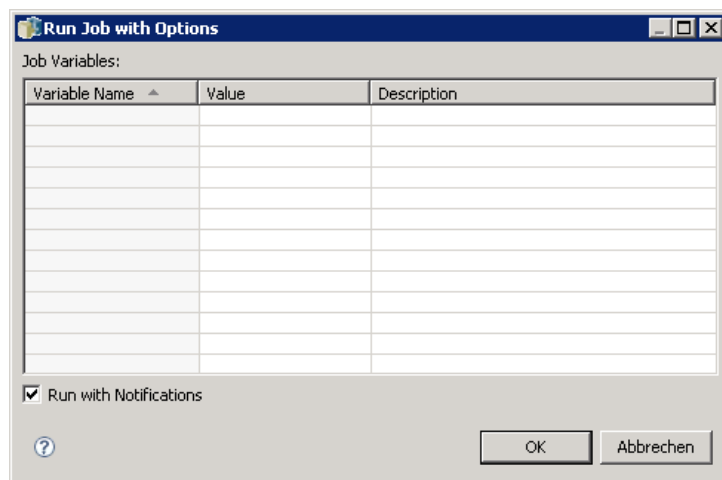 Run Job with Options
Job Variables:
Variable Name Value Description
Run with Notifications
? OK Abbrechen